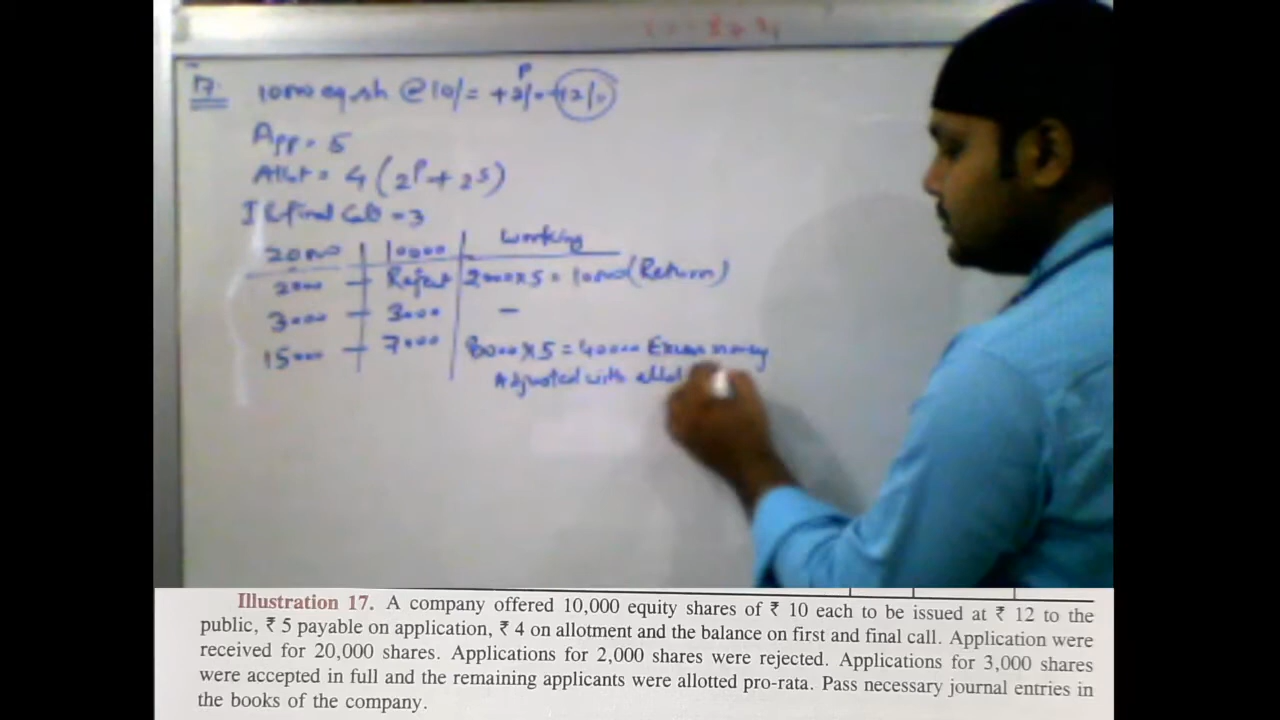 17. 10000 eq sh @ 10/= + 2/= 12/=
P
App = 5
Allot = 4 (2P + 2S)
I & final Call = 3
20000 10000 Working
2000 - Reject 2000 x 5 = 10000 (Return)
3000 - 3000 -
15000 - 7000 8000 x 5 = 40000 Excess money
Adjusted with allot
Illustration 17. A company offered 10,000 equity shares of ₹ 10 each to be issued at ₹ 12 to the
public, ₹ 5 payable on application, ₹ 4 on allotment and the balance on first and final call. Application were
received for 20,000 shares. Applications for 2,000 shares were rejected. Applications for 3,000 shares
were accepted in full and the remaining applicants were allotted pro-rata. Pass necessary journal entries in
the books of the company.